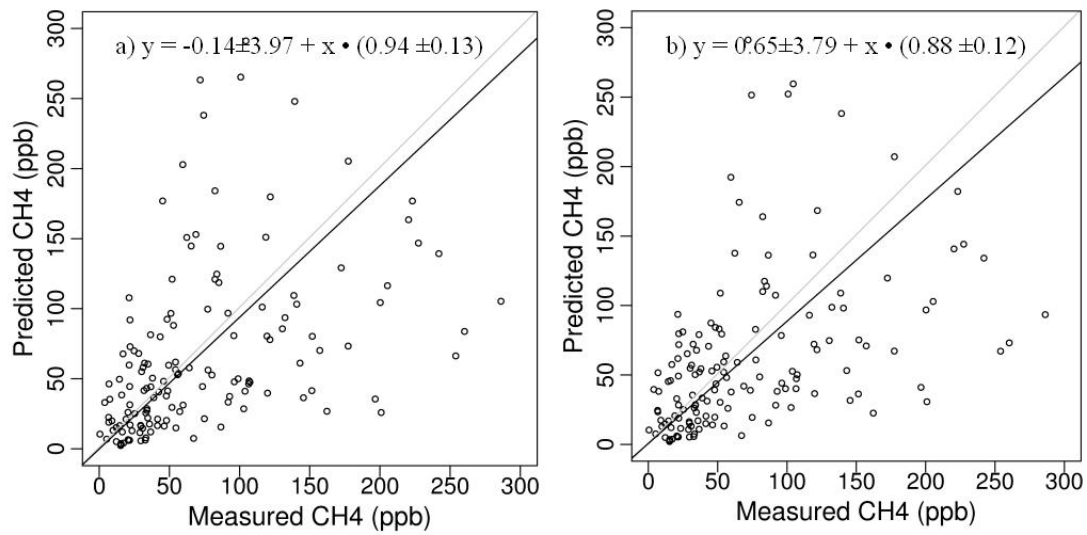 a) y = -0.14±3.97 + x • (0.94 ±0.13)
Predicted CH4 (ppb)
0 50 100 150 200 250 300
0 50 100 150 200 250 300
Measured CH4 (ppb)
b) y = 0.65±3.79 + x • (0.88 ±0.12)
Predicted CH4 (ppb)
0 50 100 150 200 250 300
0 50 100 150 200 250 300
Measured CH4 (ppb)